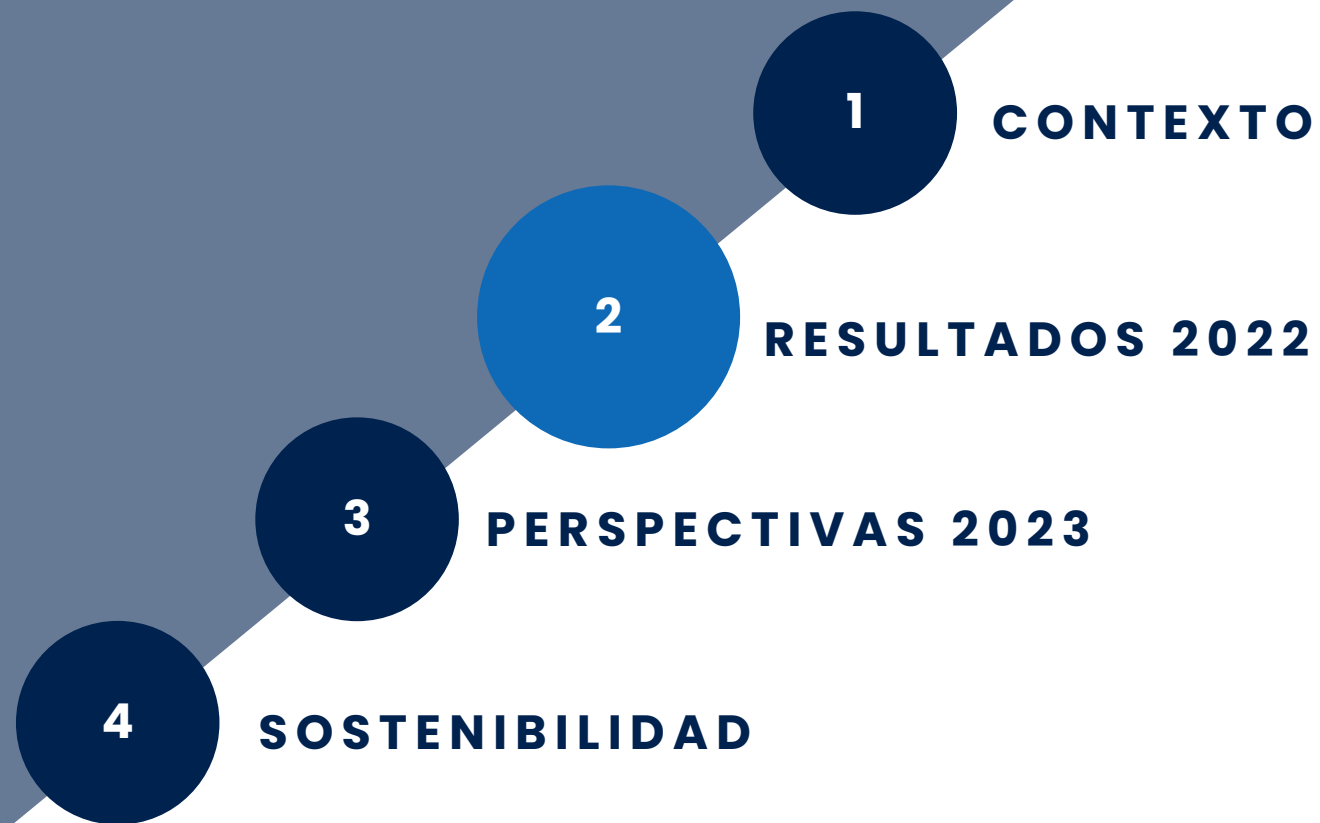 1 CONTEXTO
2 RESULTADOS 2022
3 PERSPECTIVAS 2023
4 SOSTENIBILIDAD